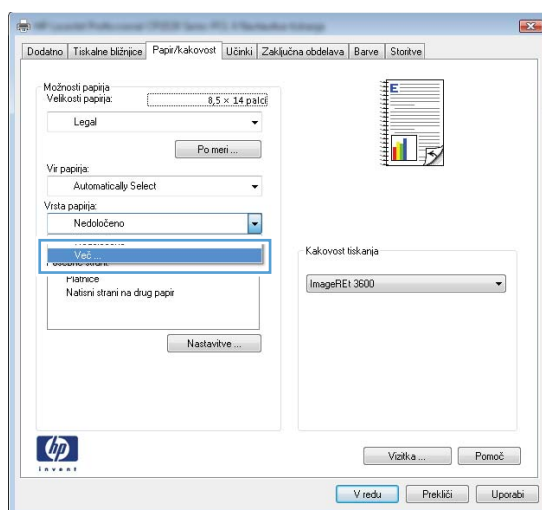 Dodatno Tiskalne bližnjice Papir/kakovost Učinki Zaključna obdelava Barve Storitve
Možnosti papirja
Velikosti papirja: 8,5 × 14 palci
Legal
Po meri ...
Vir papirja:
Automatically Select
Vrsta papirja:
Nedoločeno
Več ...
Platnice
Natisni strani na drug papir
Nastavitve ...
E
Kakovost tiskanja
ImageREt 3600
hp
invent
Vizitka ... Pomoč
V redu Prekliči Uporabi